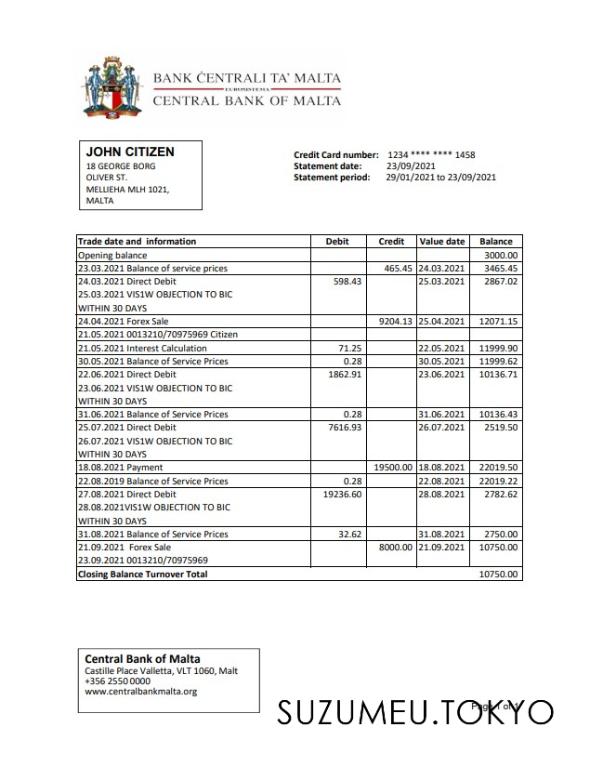 BANK ĊENTRALI TA' MALTA
EUROSISTEMA
CENTRAL BANK OF MALTA
JOHN CITIZEN
18 GEORGE BORG
OLIVER ST.
MELLIEHA MLH 1021,
MALTA
Credit Card number: 1234 **** **** 1458
Statement date: 23/09/2021
Statement period: 29/01/2021 to 23/09/2021
Trade date and information Debit Credit Value date Balance
Opening balance 3000.00
23.03.2021 Balance of service prices 465.45 24.03.2021 3465.45
24.03.2021 Direct Debit 598.43 25.03.2021 2867.02
25.03.2021 VIS1W OBJECTION TO BIC
WITHIN 30 DAYS
24.04.2021 Forex Sale 9204.13 25.04.2021 12071.15
21.05.2021 0013210/70975969 Citizen
21.05.2021 Interest Calculation 71.25 22.05.2021 11999.90
30.05.2021 Balance of Service Prices 0.28 30.05.2021 11999.62
22.06.2021 Direct Debit 1862.91 23.06.2021 10136.71
23.06.2021 VIS1W OBJECTION TO BIC
WITHIN 30 DAYS
31.06.2021 Balance of Service Prices 0.28 31.06.2021 10136.43
25.07.2021 Direct Debit 7616.93 26.07.2021 2519.50
26.07.2021 VIS1W OBJECTION TO BIC
WITHIN 30 DAYS
18.08.2021 Payment 19500.00 18.08.2021 22019.50
22.08.2019 Balance of Service Prices 0.28 22.08.2021 22019.22
27.08.2021 Direct Debit 19236.60 28.08.2021 2782.62
28.08.2021VIS1W OBJECTION TO BIC
WITHIN 30 DAYS
31.08.2021 Balance of Service Prices 32.62 31.08.2021 2750.00
21.09.2021 Forex Sale 8000.00 21.09.2021 10750.00
23.09.2021 0013210/70975969
Closing Balance Turnover Total 10750.00
Central Bank of Malta
Castille Place Valletta, VLT 1060, Malt
+356 2550 0000
www.centralbankmalta.org
Page 1 of 1
SUZUMEU.TOKYO